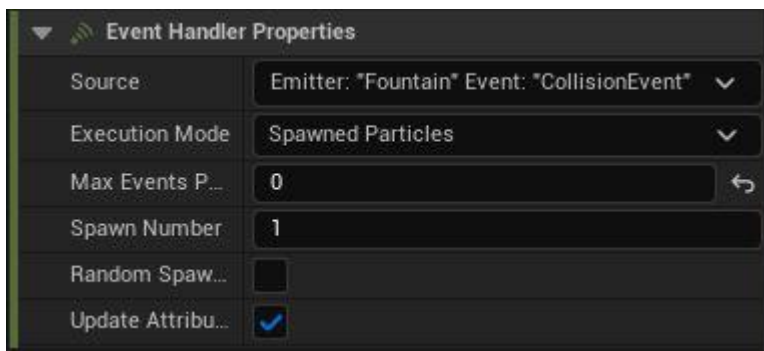 Event Handler Properties
Source Emitter: "Fountain" Event: "CollisionEvent"
Execution Mode Spawned Particles
Max Events P... 0
Spawn Number 1
Random Spaw...
Update Attribu...